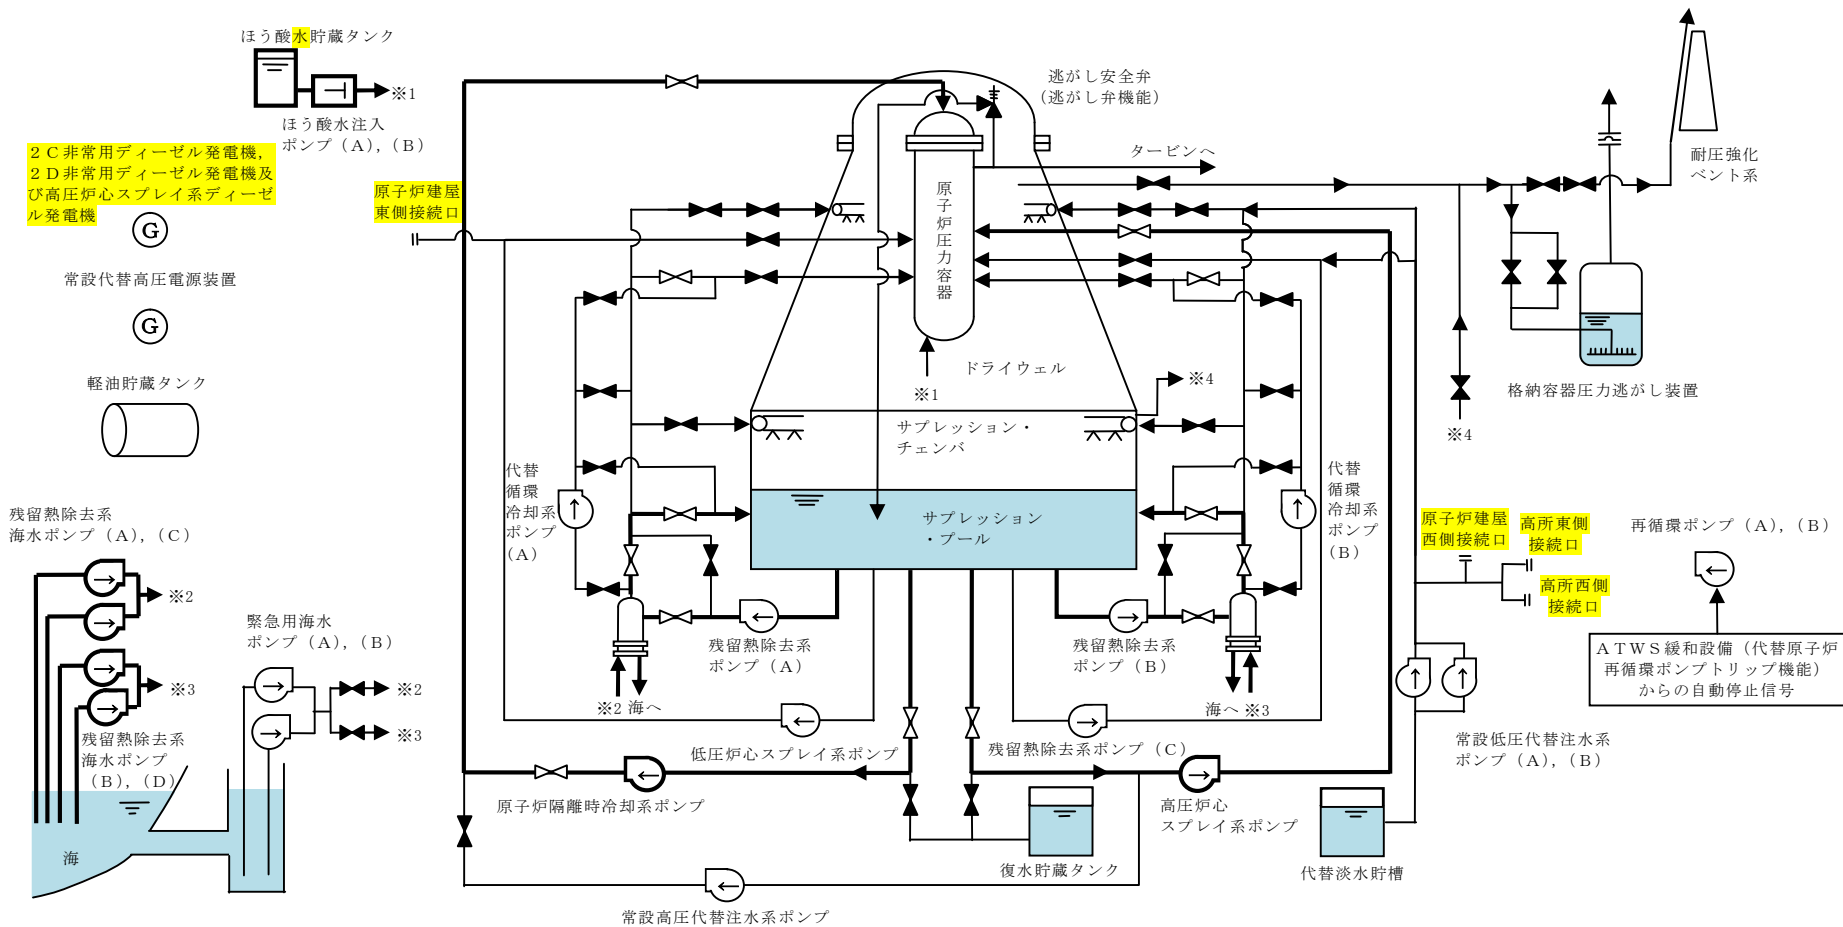 ほう酸水貯蔵タンク
※1
ほう酸水注入
ポンプ（A），（B）
２Ｃ非常用ディーゼル発電機，
２Ｄ非常用ディーゼル発電機及
び高圧炉心スプレイ系ディーゼ
ル発電機
G
常設代替高圧電源装置
G
軽油貯蔵タンク
原子炉建屋
東側接続口
逃がし安全弁
（逃がし弁機能）
タービンへ
原子炉圧力容器
※1
ドライウェル
※4
サプレッション・
チェンバ
サプレッション
・プール
耐圧強化
ベント系
格納容器圧力逃がし装置
※4
代替
循環
冷却系
ポンプ
（A）
代替
循環
冷却系
ポンプ
（B）
残留熱除去系
海水ポンプ（A），（C）
※2
※3
残留熱除去系
海水ポンプ
（B），（D）
海
緊急用海水
ポンプ（A），（B）
※2
※3
残留熱除去系
ポンプ（A）
※2 海へ
残留熱除去系
ポンプ（B）
海へ ※3
低圧炉心スプレイ系ポンプ
残留熱除去系ポンプ（C）
原子炉隔離時冷却系ポンプ
高圧炉心
スプレイ系ポンプ
復水貯蔵タンク
常設高圧代替注水系ポンプ
原子炉建屋
西側接続口
高所東側
接続口
高所西側
接続口
再循環ポンプ（A），（B）
ＡＴＷＳ緩和設備（代替原子炉
再循環ポンプトリップ機能）
からの自動停止信号
常設低圧代替注水系
ポンプ（A），（B）
代替淡水貯槽